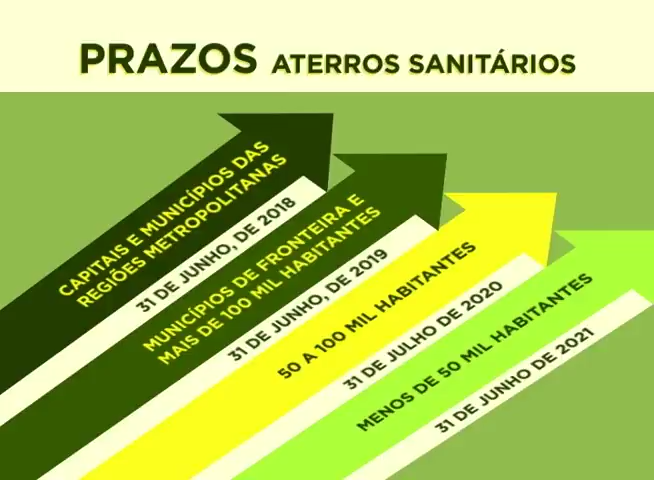 PRAZOS ATERROS SANITÁRIOS
CAPITAIS E MUNICÍPIOS DAS
REGIÕES METROPOLITANAS
31 DE JUNHO, DE 2018
MUNICÍPIOS DE FRONTEIRA E
MAIS DE 100 MIL HABITANTES
31 DE JUNHO, DE 2019
50 A 100 MIL HABITANTES
31 DE JULHO DE 2020
MENOS DE 50 MIL HABITANTES
31 DE JUNHO DE 2021